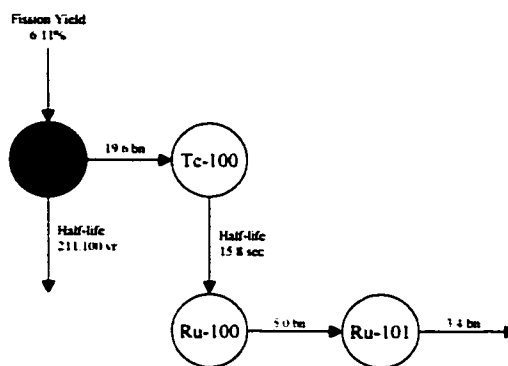 Fission Yield
6.11%
19.6 bn
Tc-100
Half-life
211,100 yr
Half-life
15.8 sec
Ru-100
5.0 bn
Ru-101
3.4 bn